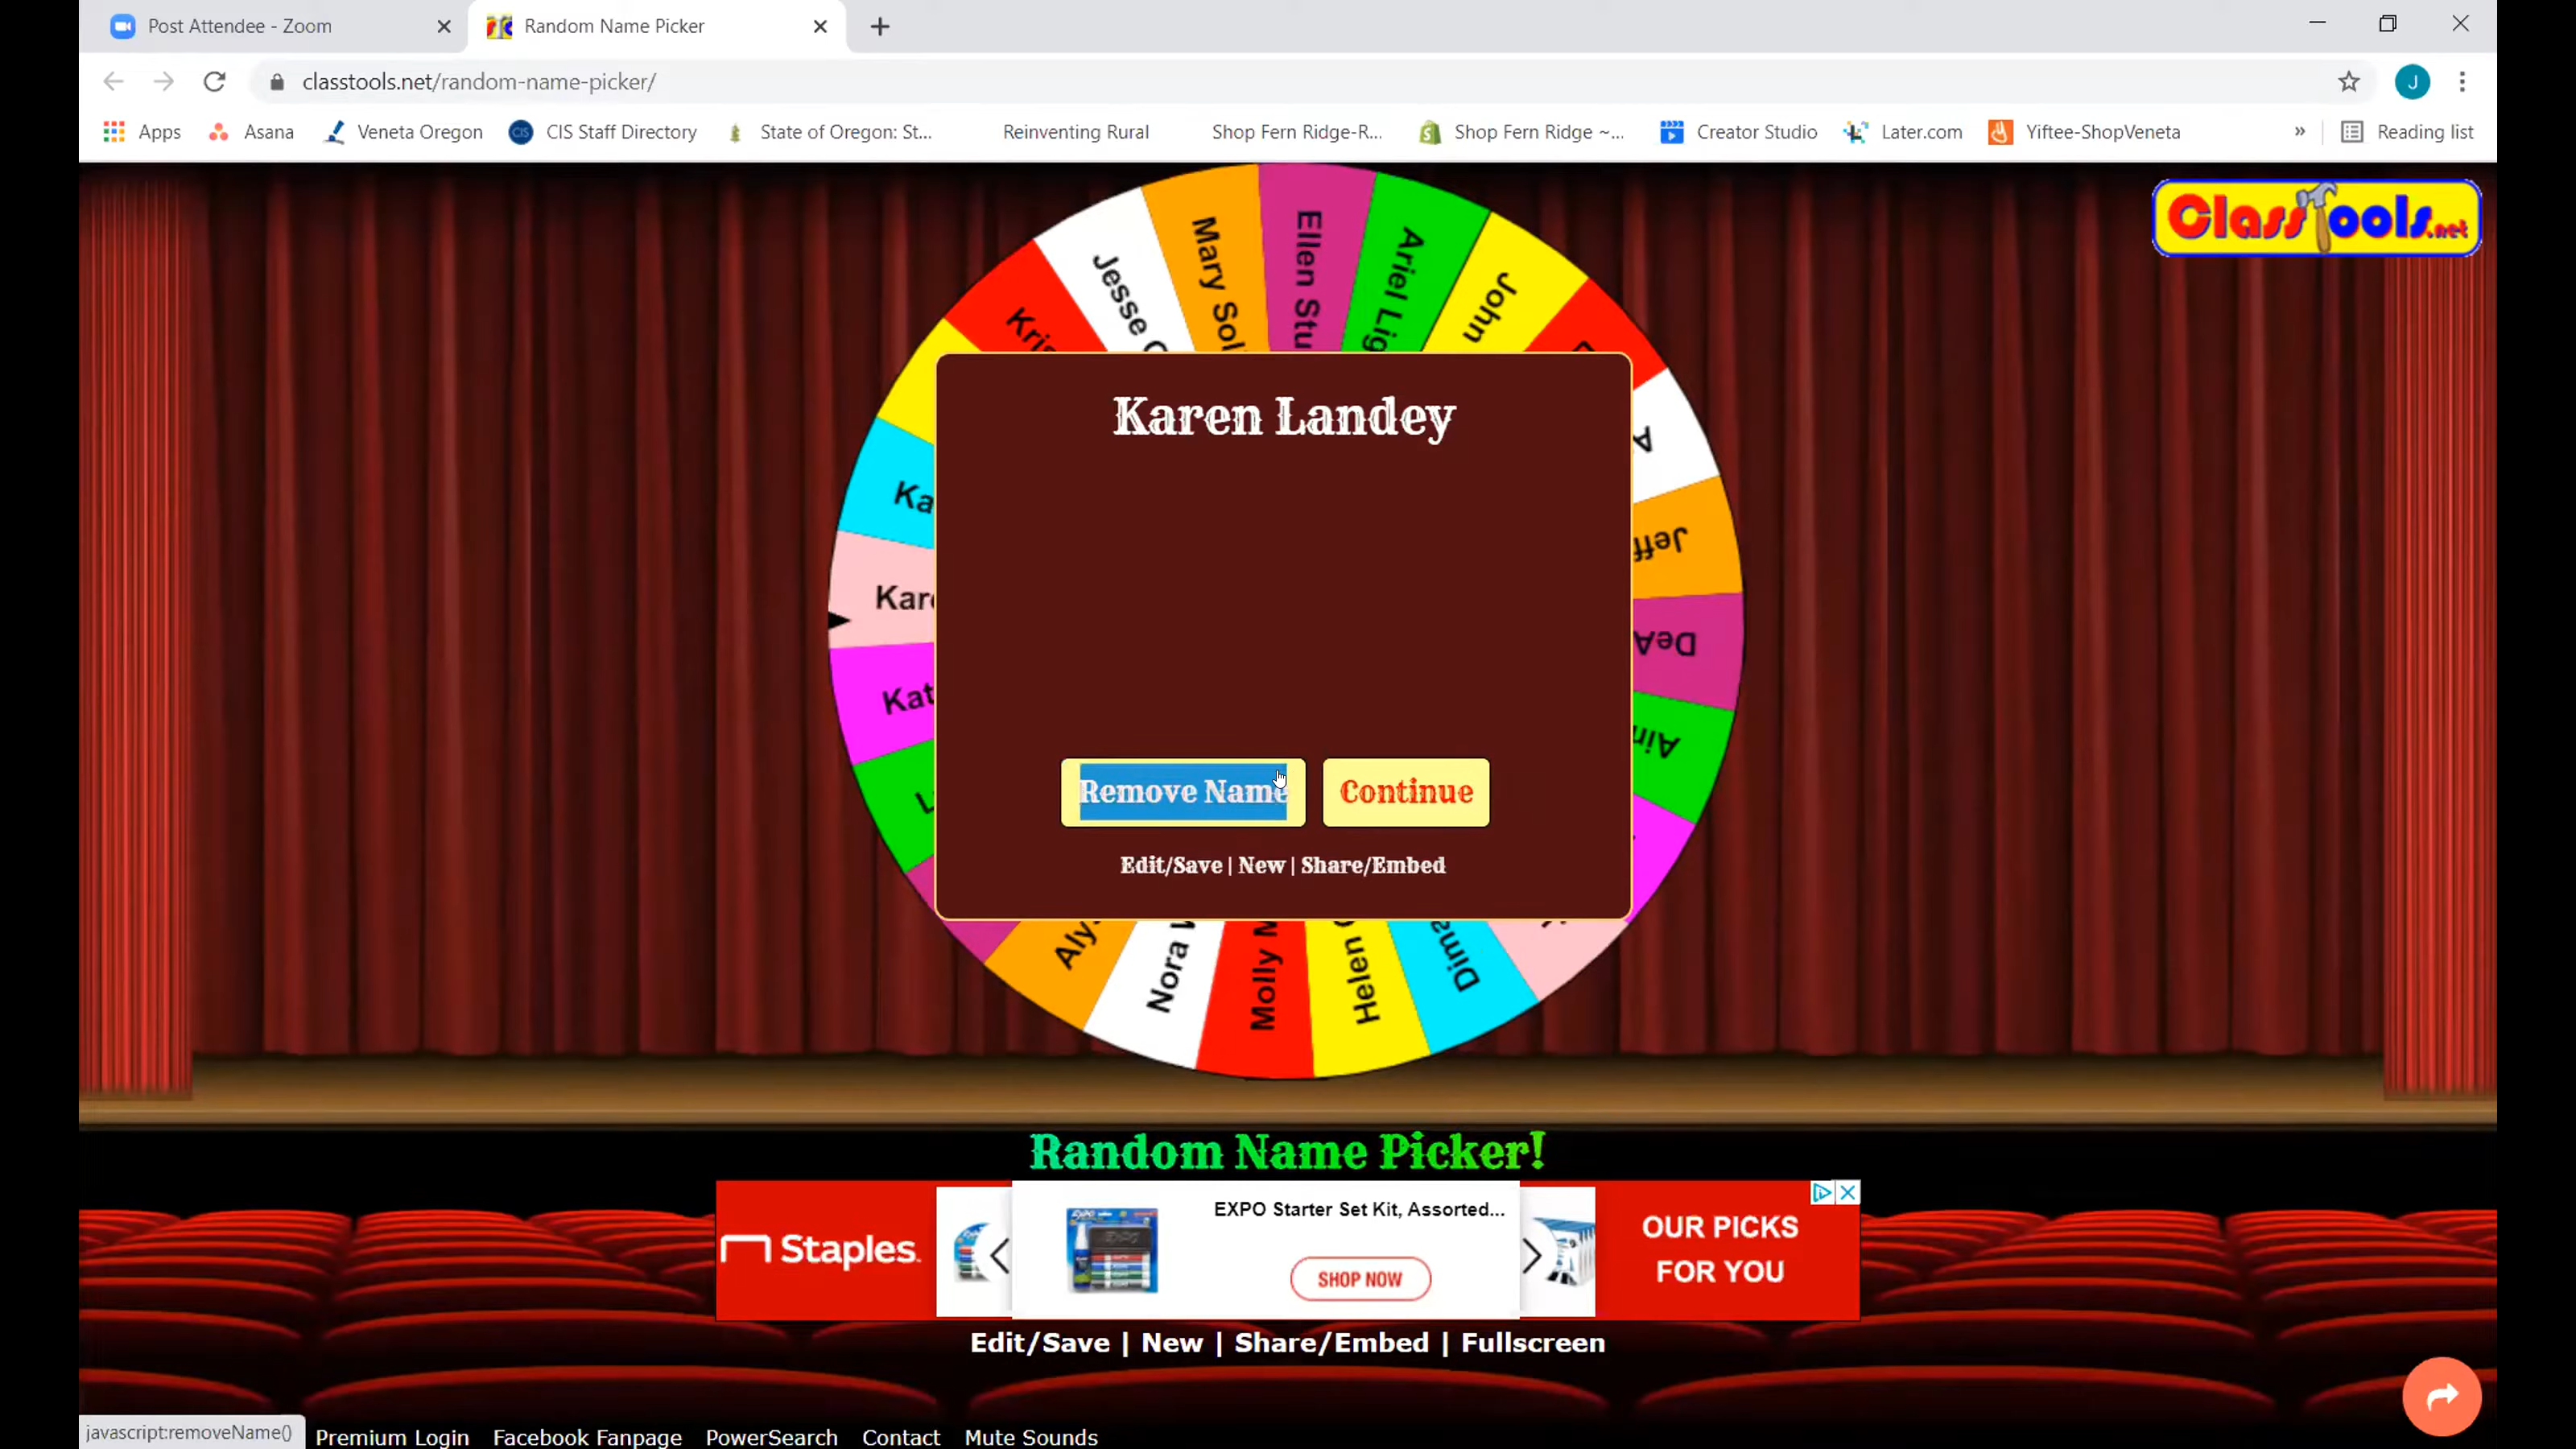 Post Attendee - Zoom
Random Name Picker
classtools.net/random-name-picker/
J
Apps
Asana
Veneta Oregon
CIS
CIS Staff Directory
State of Oregon: St...
Reinventing Rural
Shop Fern Ridge-R...
Shop Fern Ridge ~...
Creator Studio
Later.com
Yiftee-ShopVeneta
»
Reading list
ClassTools.net
Jesse
Mary Sol
Ellen Stu
Ariel Lig
John
Kris
Ka
Kar
Kat
Jeff
DeA
Ain
Aly
Nora
Molly M
Helen
Dima
Karen Landey
Remove Name
Continue
Edit/Save | New | Share/Embed
Random Name Picker!
Staples.
EXPO Starter Set Kit, Assorted...
SHOP NOW
OUR PICKS
FOR YOU
Edit/Save | New | Share/Embed | Fullscreen
javascript:removeName()
Premium Login
Facebook Fanpage
PowerSearch
Contact
Mute Sounds